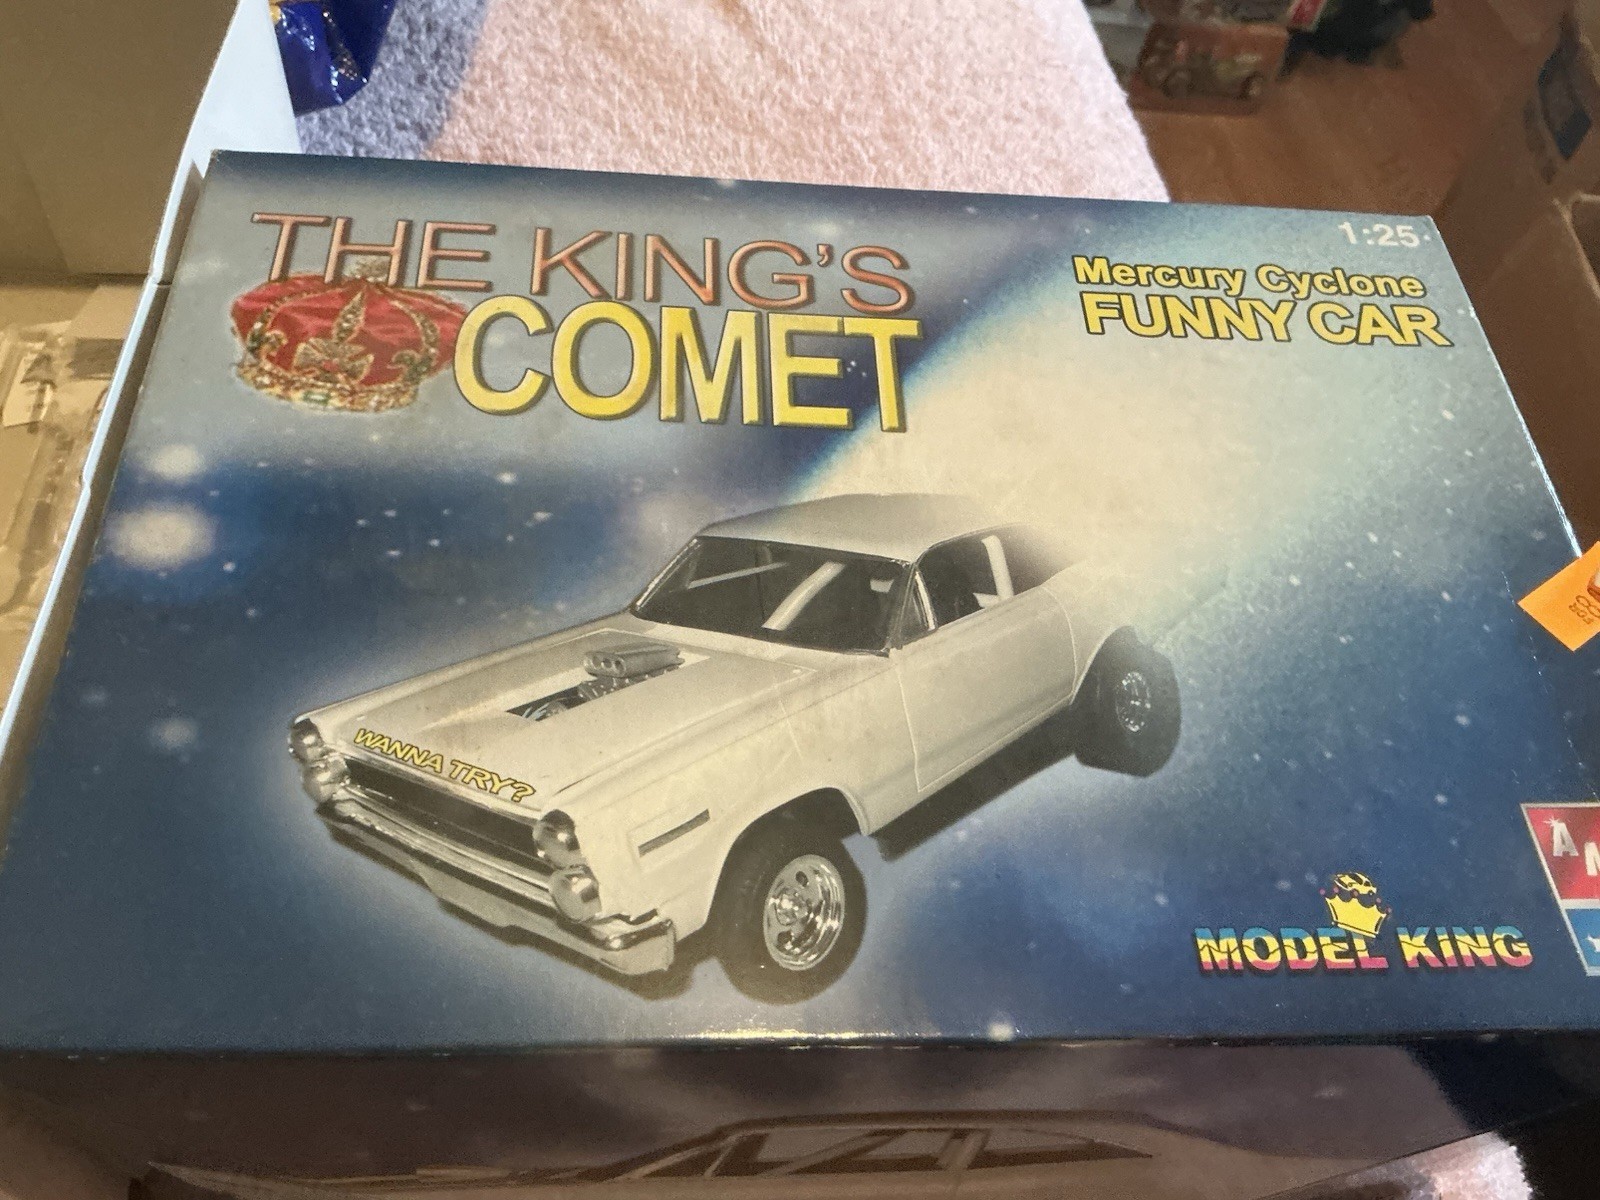 THE KING'S
COMET
1:25
Mercury Cyclone
FUNNY CAR
WANNA TRY?
MODEL KING